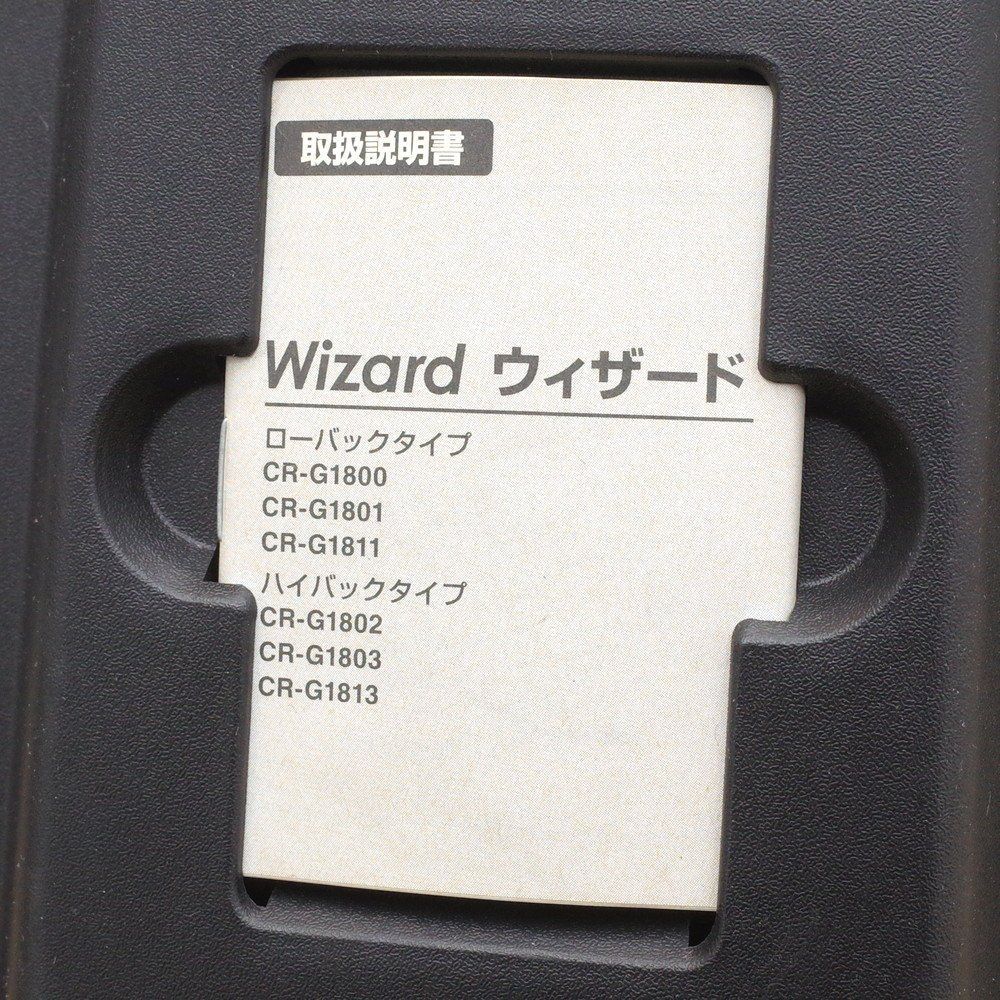 取扱説明書
Wizard ウィザード
ローバックタイプ
CR-G1800
CR-G1801
CR-G1811
ハイバックタイプ
CR-G1802
CR-G1803
CR-G1813